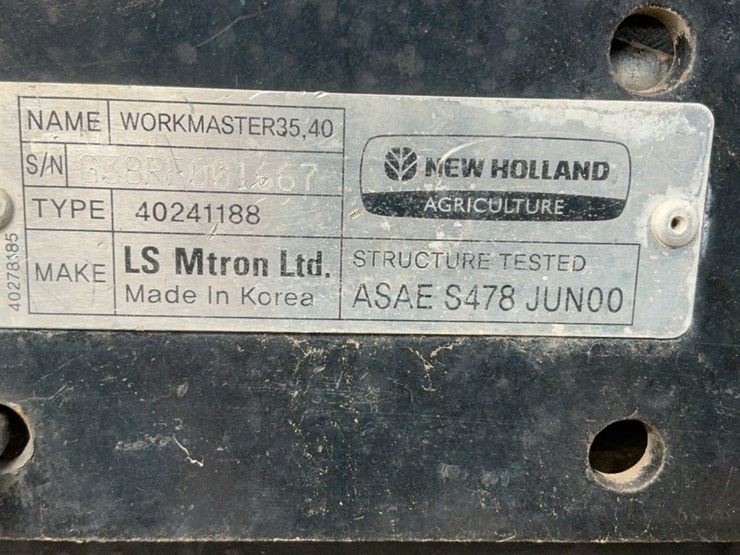 NAME WORKMASTER35,40
S/N
TYPE 40241188
MAKE LS Mtron Ltd.
Made In Korea
NEW HOLLAND
AGRICULTURE
STRUCTURE TESTED
ASAE S478 JUN00
40278185